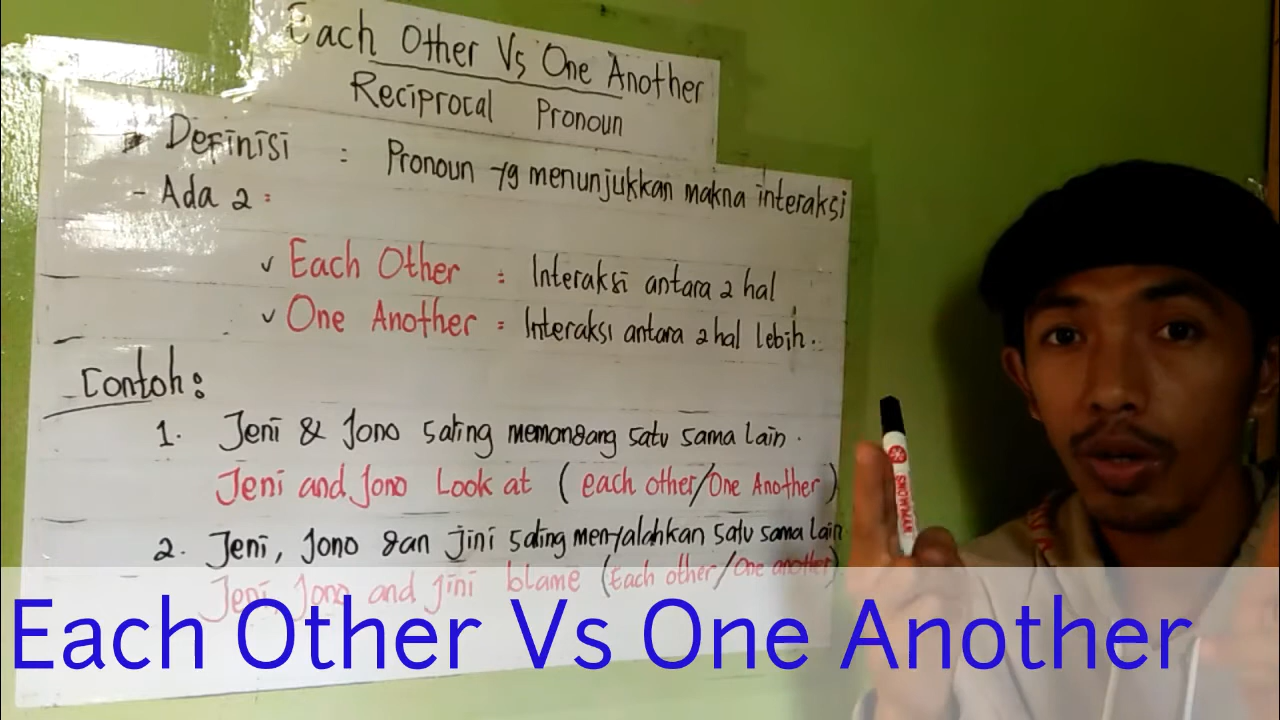 Each Other Vs One Another
Reciprocal Pronoun
Definisi : Pronoun yg menunjukkan makna interaksi
- Ada 2 :
✓ Each Other : Interaksi antara 2 hal
✓ One Another : Interaksi antara 2 hal lebih.
Contoh :
1. Jeni & Jono saling memandang satu sama lain.
Jeni and Jono Look at (each other/One Another)
2. Jeni, Jono dan Jini saling menyalahkan satu sama lain.
Jeni, Jono and Jini blame (Each other/One another).
SNOWMAN
Each Other Vs One Another